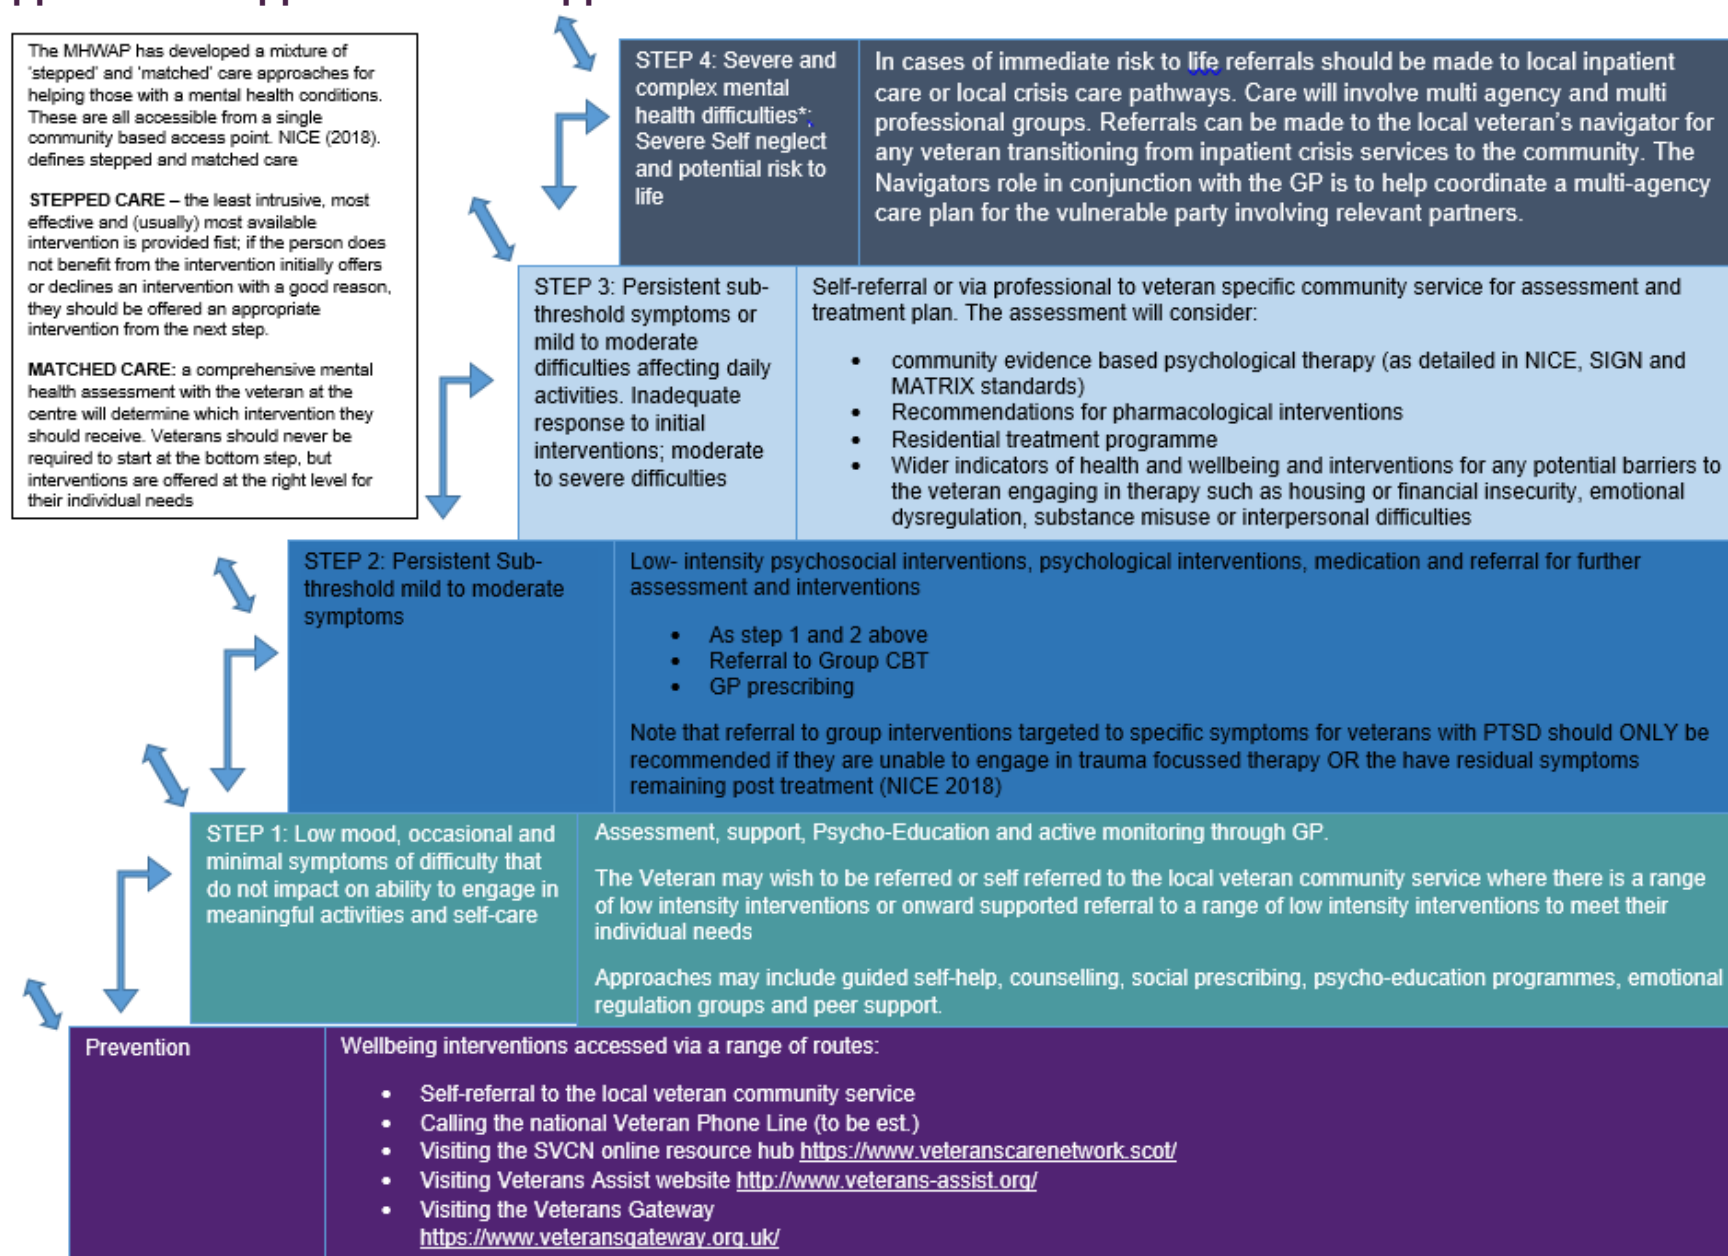 The MHWAP has developed a mixture of
'stepped' and 'matched' care approaches for
helping those with a mental health conditions.
These are all accessible from a single
community based access point. NICE (2018).
defines stepped and matched care
STEPPED CARE – the least intrusive, most
effective and (usually) most available
intervention is provided fist; if the person does
not benefit from the intervention initially offers
or declines an intervention with a good reason,
they should be offered an appropriate
intervention from the next step.
MATCHED CARE: a comprehensive mental
health assessment with the veteran at the
centre will determine which intervention they
should receive. Veterans should never be
required to start at the bottom step, but
interventions are offered at the right level for
their individual needs
STEP 4: Severe and
complex mental
health difficulties*;
Severe Self neglect
and potential risk to
life
In cases of immediate risk to life referrals should be made to local inpatient
care or local crisis care pathways. Care will involve multi agency and multi
professional groups. Referrals can be made to the local veteran's navigator for
any veteran transitioning from inpatient crisis services to the community. The
Navigators role in conjunction with the GP is to help coordinate a multi-agency
care plan for the vulnerable party involving relevant partners.
STEP 3: Persistent sub-
threshold symptoms or
mild to moderate
difficulties affecting daily
activities. Inadequate
response to initial
interventions; moderate
to severe difficulties
Self-referral or via professional to veteran specific community service for assessment and
treatment plan. The assessment will consider:
• community evidence based psychological therapy (as detailed in NICE, SIGN and
MATRIX standards)
• Recommendations for pharmacological interventions
• Residential treatment programme
• Wider indicators of health and wellbeing and interventions for any potential barriers to
the veteran engaging in therapy such as housing or financial insecurity, emotional
dysregulation, substance misuse or interpersonal difficulties
STEP 2: Persistent Sub-
threshold mild to moderate
symptoms
Low- intensity psychosocial interventions, psychological interventions, medication and referral for further
assessment and interventions
• As step 1 and 2 above
• Referral to Group CBT
• GP prescribing
Note that referral to group interventions targeted to specific symptoms for veterans with PTSD should ONLY be
recommended if they are unable to engage in trauma focussed therapy OR the have residual symptoms
remaining post treatment (NICE 2018)
STEP 1: Low mood, occasional and
minimal symptoms of difficulty that
do not impact on ability to engage in
meaningful activities and self-care
Assessment, support, Psycho-Education and active monitoring through GP.
The Veteran may wish to be referred or self referred to the local veteran community service where there is a range
of low intensity interventions or onward supported referral to a range of low intensity interventions to meet their
individual needs
Approaches may include guided self-help, counselling, social prescribing, psycho-education programmes, emotional
regulation groups and peer support.
Prevention
Wellbeing interventions accessed via a range of routes:
• Self-referral to the local veteran community service
• Calling the national Veteran Phone Line (to be est.)
• Visiting the SVCN online resource hub https://www.veteranscarenetwork.scot/
• Visiting Veterans Assist website http://www.veterans-assist.org/
• Visiting the Veterans Gateway
https://www.veteransgateway.org.uk/